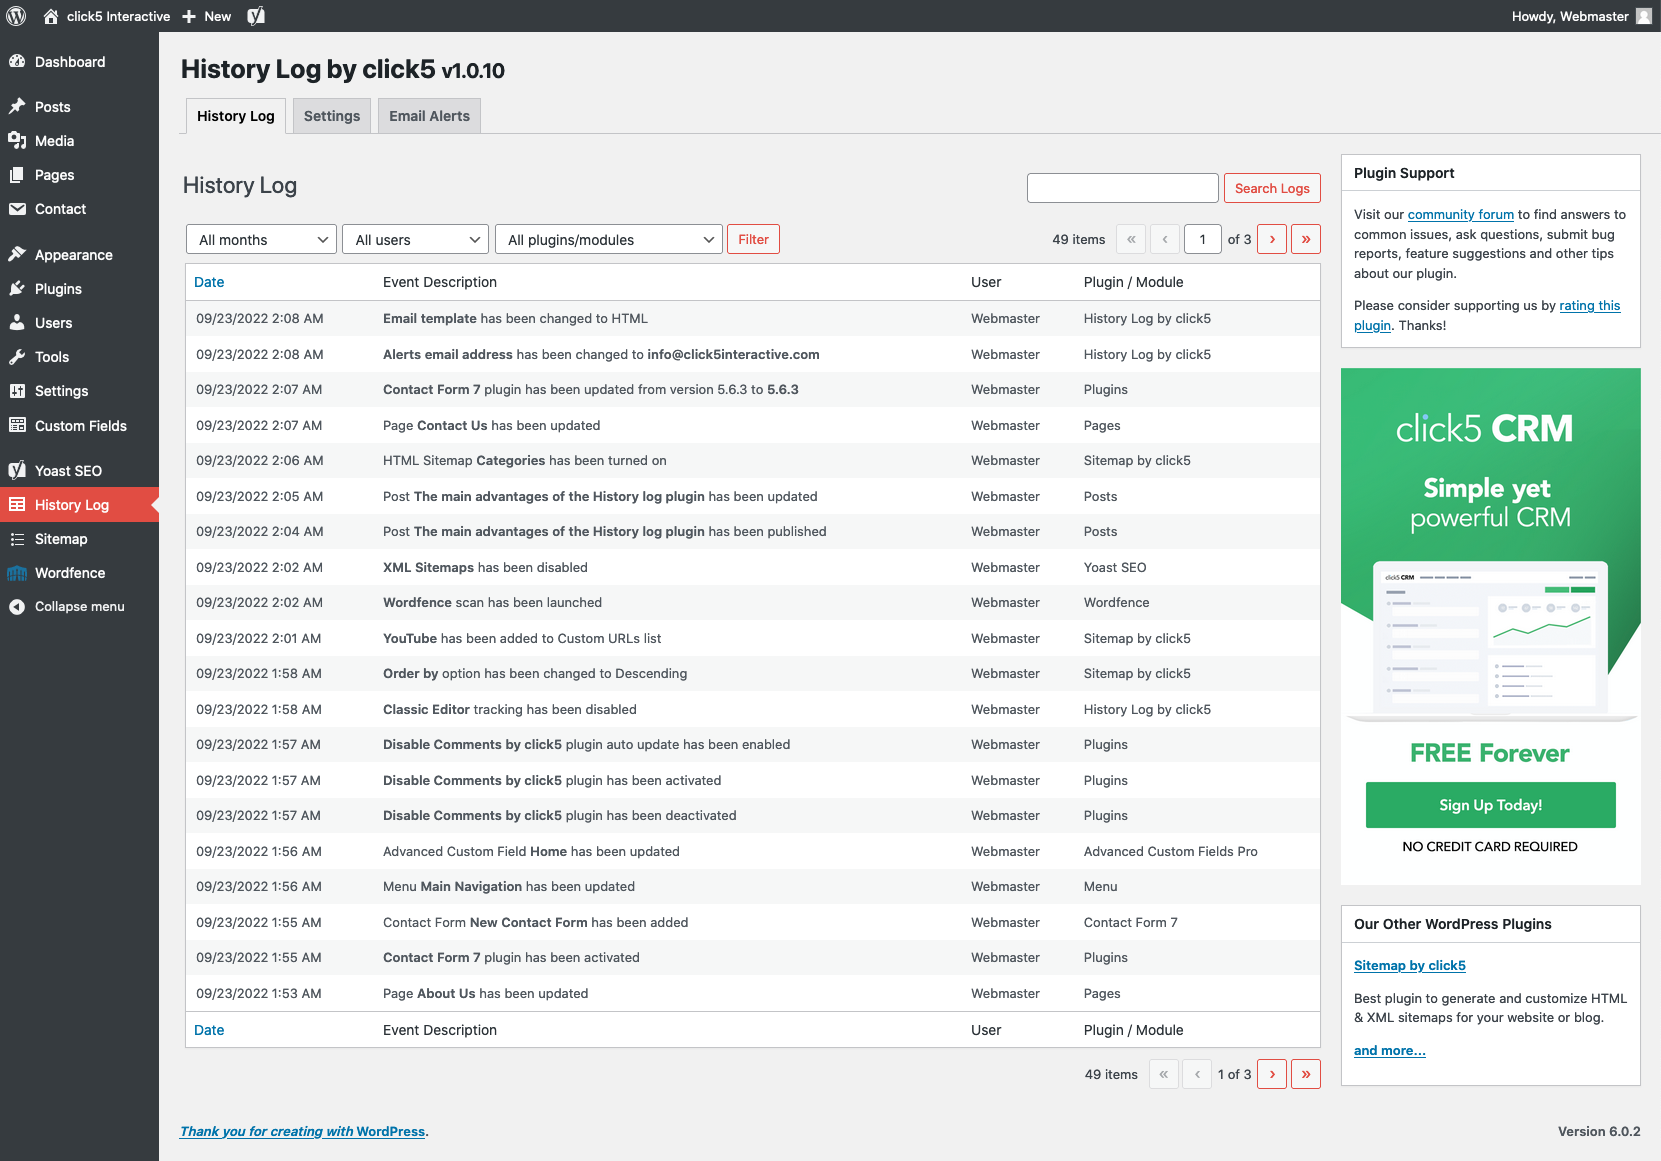 click5 Interactive
New
Howdy, Webmaster
Dashboard
Posts
Media
Pages
Contact
Appearance
Plugins
Users
Tools
Settings
Custom Fields
Yoast SEO
History Log
Sitemap
Wordfence
Collapse menu
History Log by click5 v1.0.10
History Log
Settings
Email Alerts
History Log
Search Logs
All months
All users
All plugins/modules
Filter
49 items « ‹ 1 of 3 › »
Date Event Description User Plugin / Module
09/23/2022 2:08 AM Email template has been changed to HTML Webmaster History Log by click5
09/23/2022 2:08 AM Alerts email address has been changed to info@click5interactive.com Webmaster History Log by click5
09/23/2022 2:07 AM Contact Form 7 plugin has been updated from version 5.6.3 to 5.6.3 Webmaster Plugins
09/23/2022 2:07 AM Page Contact Us has been updated Webmaster Pages
09/23/2022 2:06 AM HTML Sitemap Categories has been turned on Webmaster Sitemap by click5
09/23/2022 2:05 AM Post The main advantages of the History log plugin has been updated Webmaster Posts
09/23/2022 2:04 AM Post The main advantages of the History log plugin has been published Webmaster Posts
09/23/2022 2:02 AM XML Sitemaps has been disabled Webmaster Yoast SEO
09/23/2022 2:02 AM Wordfence scan has been launched Webmaster Wordfence
09/23/2022 2:01 AM YouTube has been added to Custom URLs list Webmaster Sitemap by click5
09/23/2022 1:58 AM Order by option has been changed to Descending Webmaster Sitemap by click5
09/23/2022 1:58 AM Classic Editor tracking has been disabled Webmaster History Log by click5
09/23/2022 1:57 AM Disable Comments by click5 plugin auto update has been enabled Webmaster Plugins
09/23/2022 1:57 AM Disable Comments by click5 plugin has been activated Webmaster Plugins
09/23/2022 1:57 AM Disable Comments by click5 plugin has been deactivated Webmaster Plugins
09/23/2022 1:56 AM Advanced Custom Field Home has been updated Webmaster Advanced Custom Fields Pro
09/23/2022 1:56 AM Menu Main Navigation has been updated Webmaster Menu
09/23/2022 1:55 AM Contact Form New Contact Form has been added Webmaster Contact Form 7
09/23/2022 1:55 AM Contact Form 7 plugin has been activated Webmaster Plugins
09/23/2022 1:53 AM Page About Us has been updated Webmaster Pages
Date Event Description User Plugin / Module
49 items « ‹ 1 of 3 › »
Plugin Support
Visit our community forum to find answers to
common issues, ask questions, submit bug
reports, feature suggestions and other tips
about our plugin.
Please consider supporting us by rating this
plugin. Thanks!
click5 CRM
Simple yet
powerful CRM
click5 CRM
FREE Forever
Sign Up Today!
NO CREDIT CARD REQUIRED
Our Other WordPress Plugins
Sitemap by click5
Best plugin to generate and customize HTML
& XML sitemaps for your website or blog.
and more...
Thank you for creating with WordPress.
Version 6.0.2